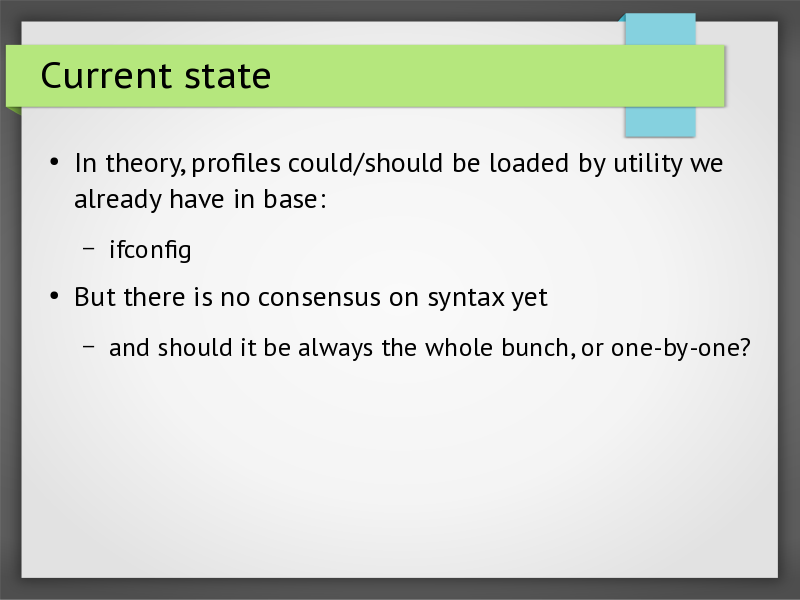 Current state
• In theory, profiles could/should be loaded by utility we
already have in base:
– ifconfig
• But there is no consensus on syntax yet
– and should it be always the whole bunch, or one-by-one?